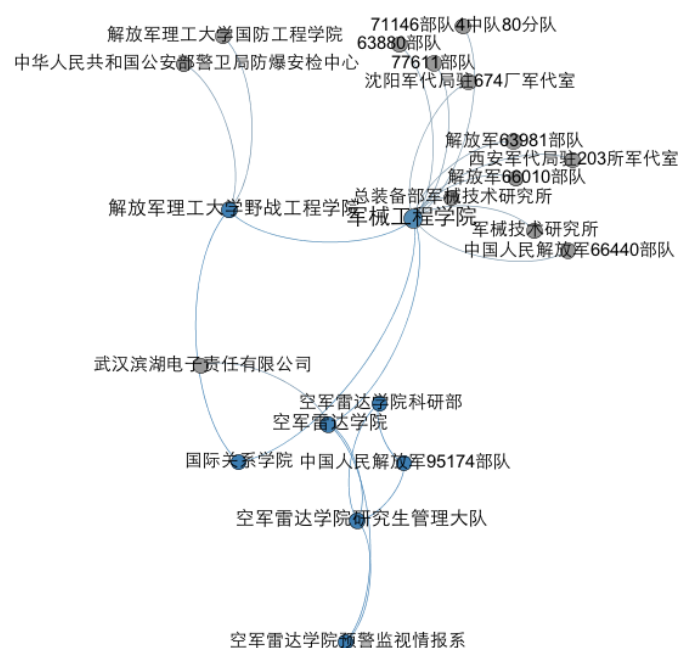 71146部队4中队80分队
解放军理工大学国防工程学院
63880部队
中华人民共和国公安部警卫局防爆安检中心
77611部队
沈阳军代局驻674厂军代室
解放军63981部队
西安军代局驻203所军代室
解放军66010部队
总装备部军械技术研究所
解放军理工大学野战工程学院
军械工程学院
军械技术研究所
中国人民解放军66440部队
武汉滨湖电子责任有限公司
空军雷达学院科研部
空军雷达学院
国际关系学院
中国人民解放军95174部队
空军雷达学院研究生管理大队
空军雷达学院预警监视情报系